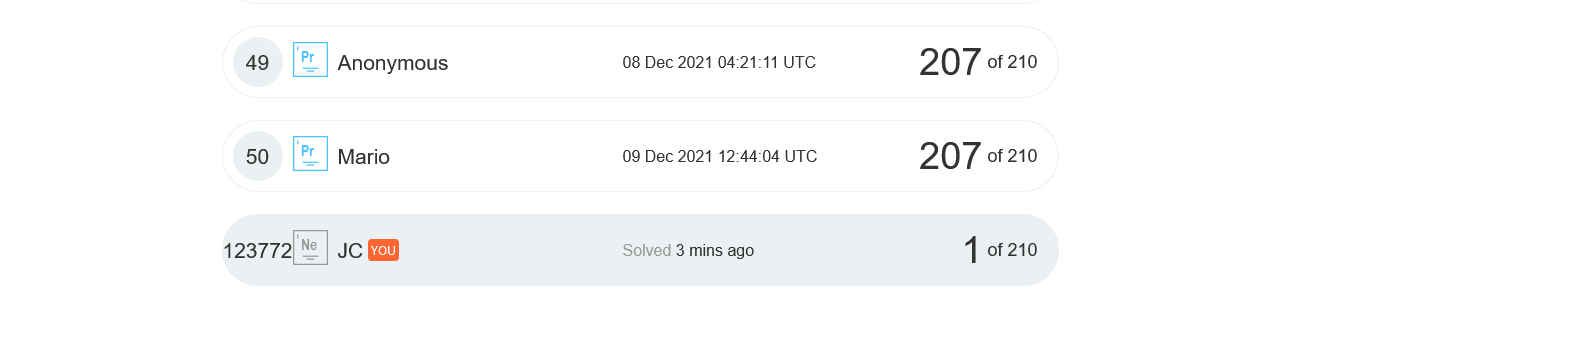 49 Pr Anonymous 08 Dec 2021 04:21:11 UTC 207 of 210
50 Pr Mario 09 Dec 2021 12:44:04 UTC 207 of 210
123772 Ne JC YOU Solved 3 mins ago 1 of 210